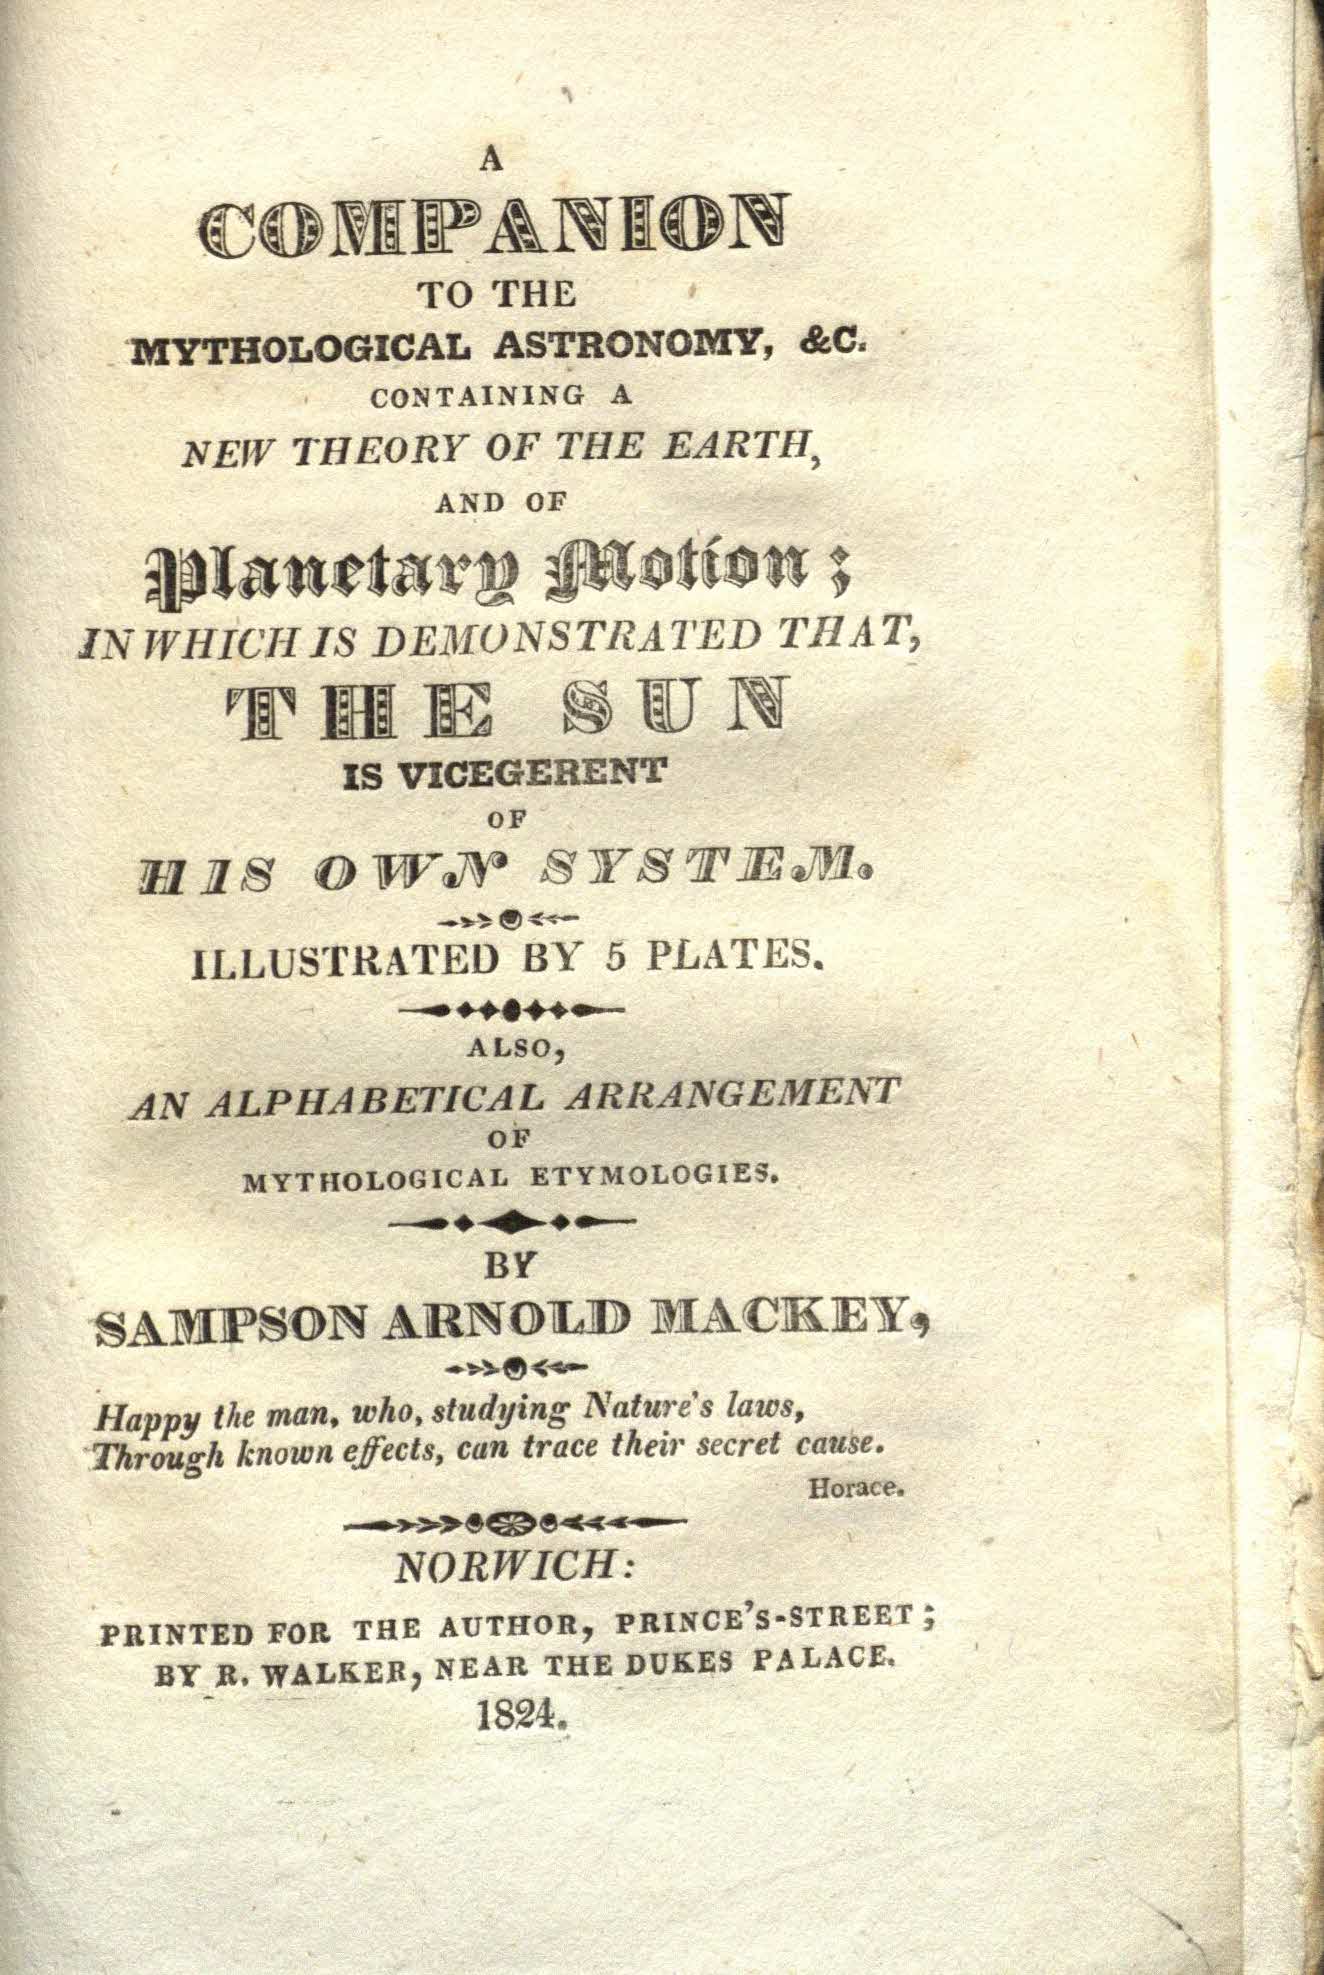 A
COMPANION
TO THE
MYTHOLOGICAL ASTRONOMY, &C.
CONTAINING A
NEW THEORY OF THE EARTH,
AND OF
Planetary Motion;
IN WHICH IS DEMONSTRATED THAT,
THE SUN
IS VICEGERENT
OF
HIS OWN SYSTEM.
ILLUSTRATED BY 5 PLATES.
ALSO,
AN ALPHABETICAL ARRANGEMENT
OF
MYTHOLOGICAL ETYMOLOGIES.
BY
SAMPSON ARNOLD MACKEY,
Happy the man, who, studying Nature's laws,
Through known effects, can trace their secret cause.
Horace.
NORWICH:
PRINTED FOR THE AUTHOR, PRINCE'S-STREET;
BY R. WALKER, NEAR THE DUKES PALACE.
1824.